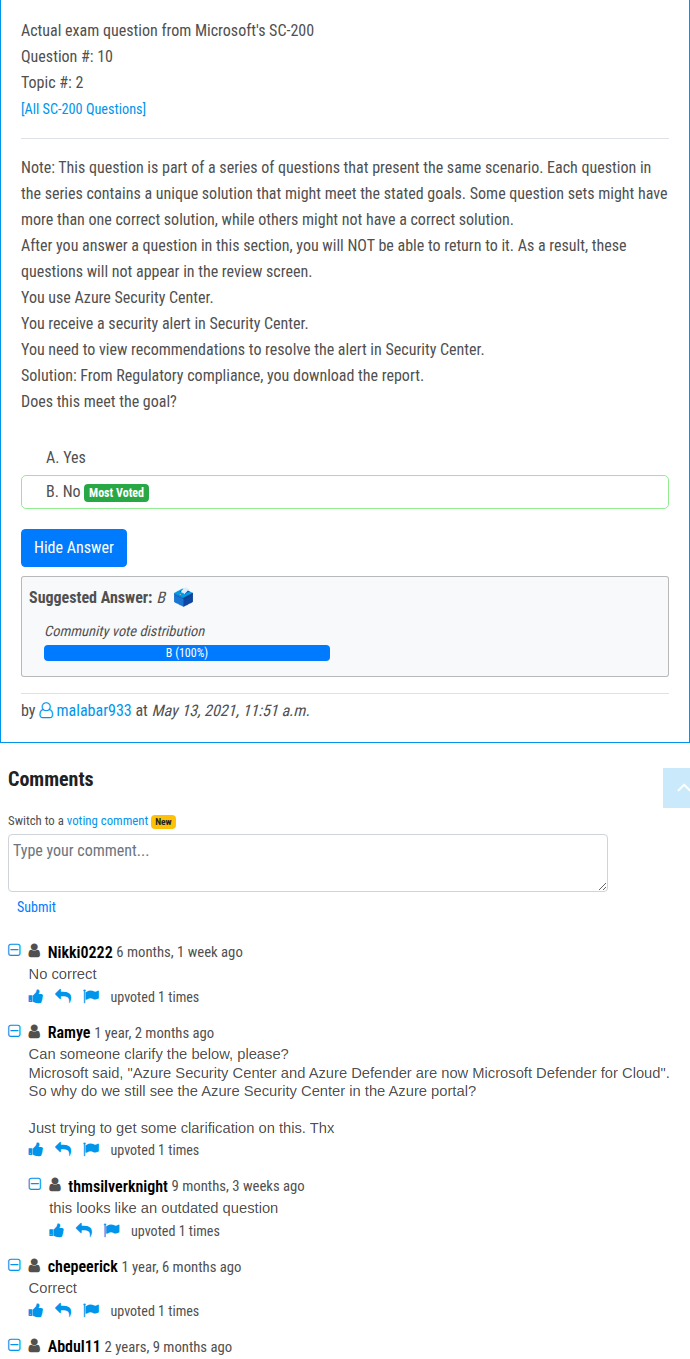 Actual exam question from Microsoft's SC-200
Question #: 10
Topic #: 2
[All SC-200 Questions]
Note: This question is part of a series of questions that present the same scenario. Each question in
the series contains a unique solution that might meet the stated goals. Some question sets might have
more than one correct solution, while others might not have a correct solution.
After you answer a question in this section, you will NOT be able to return to it. As a result, these
questions will not appear in the review screen.
You use Azure Security Center.
You receive a security alert in Security Center.
You need to view recommendations to resolve the alert in Security Center.
Solution: From Regulatory compliance, you download the report.
Does this meet the goal?
A. Yes
B. No Most Voted
Hide Answer
Suggested Answer: B
Community vote distribution
B (100%)
by malabar933 at May 13, 2021, 11:51 a.m.
Comments
Switch to a voting comment New
Type your comment...
Submit
Nikki0222 6 months, 1 week ago
No correct
upvoted 1 times
Ramye 1 year, 2 months ago
Can someone clarify the below, please?
Microsoft said, "Azure Security Center and Azure Defender are now Microsoft Defender for Cloud".
So why do we still see the Azure Security Center in the Azure portal?
Just trying to get some clarification on this. Thx
upvoted 1 times
thmsilverknight 9 months, 3 weeks ago
this looks like an outdated question
upvoted 1 times
chepeerick 1 year, 6 months ago
Correct
upvoted 1 times
Abdul11 2 years, 9 months ago